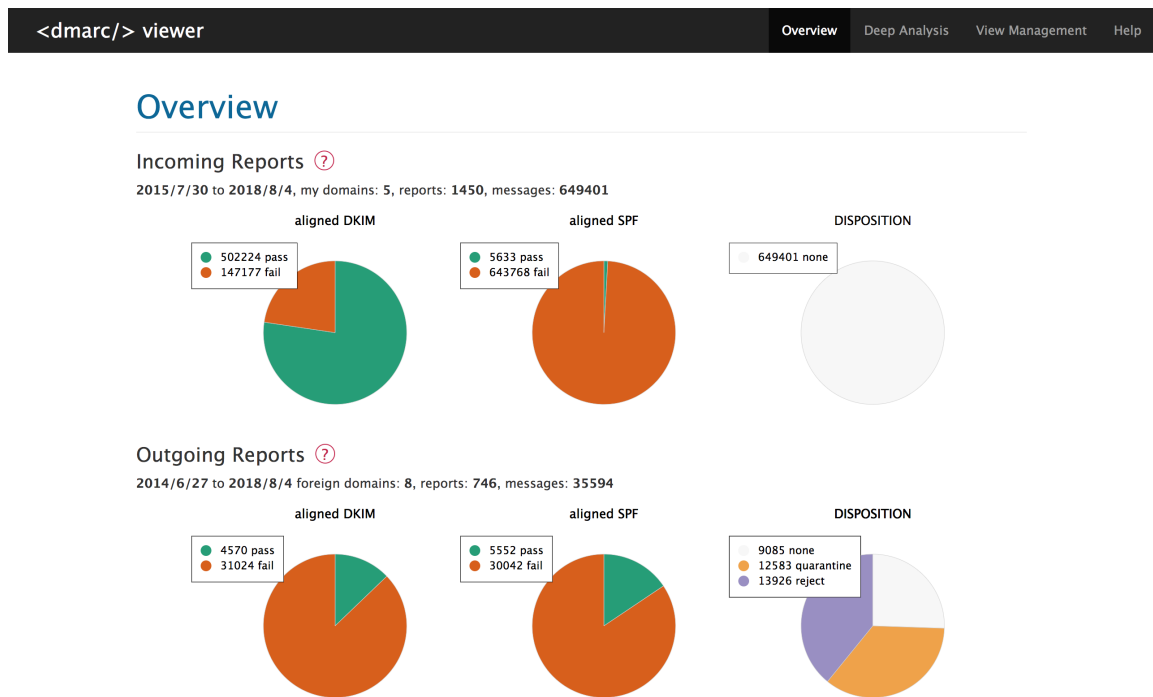 <dmarc/> viewer
Overview Deep Analysis View Management Help
Overview
Incoming Reports ?
2015/7/30 to 2018/8/4, my domains: 5, reports: 1450, messages: 649401
aligned DKIM
502224 pass
147177 fail
aligned SPF
5633 pass
643768 fail
DISPOSITION
649401 none
Outgoing Reports ?
2014/6/27 to 2018/8/4 foreign domains: 8, reports: 746, messages: 35594
aligned DKIM
4570 pass
31024 fail
aligned SPF
5552 pass
30042 fail
DISPOSITION
9085 none
12583 quarantine
13926 reject